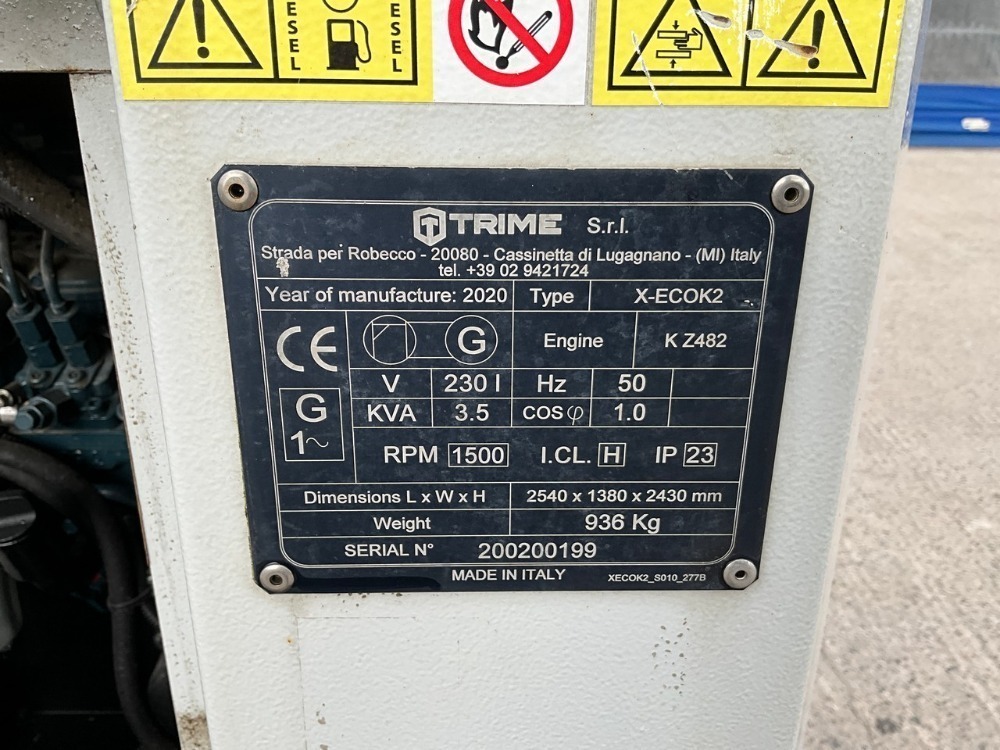 DIESEL
DIESEL
TRIME S.r.l.
Strada per Robecco - 20080 - Cassinetta di Lugagnano - (MI) Italy
tel. +39 02 9421724
Year of manufacture: 2020 Type X-ECOK2
CE G Engine K Z482
V 230 I Hz 50
G KVA 3.5 COS φ 1.0
1~ RPM 1500 I.CL. H IP 23
Dimensions L x W x H 2540 x 1380 x 2430 mm
Weight 936 Kg
SERIAL N° 200200199
MADE IN ITALY XECOK2_S010_277B